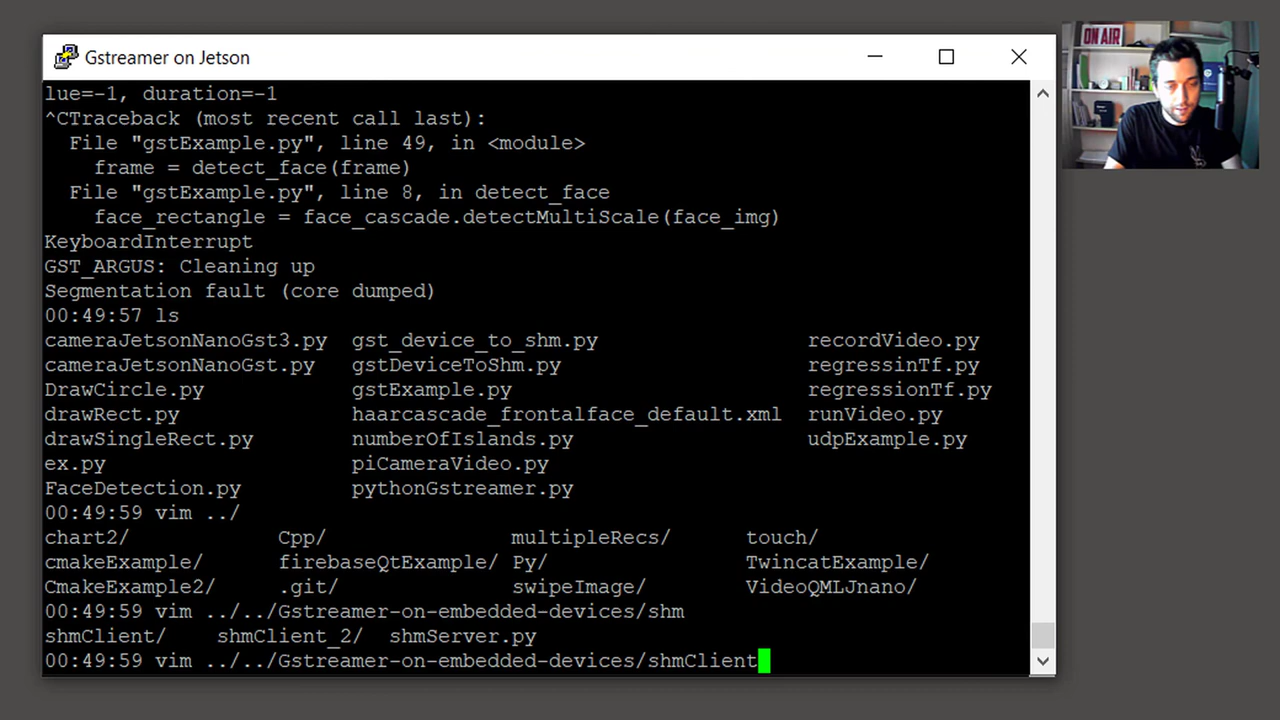 Gstreamer on Jetson
ON AIR
lue=-1, duration=-1
^CTraceback (most recent call last):
  File "gstExample.py", line 49, in <module>
    frame = detect_face(frame)
  File "gstExample.py", line 8, in detect_face
    face_rectangle = face_cascade.detectMultiScale(face_img)
KeyboardInterrupt
GST_ARGUS: Cleaning up
Segmentation fault (core dumped)
00:49:57 ls
cameraJetsonNanoGst3.py  gst_device_to_shm.py  recordVideo.py
cameraJetsonNanoGst.py  gstDeviceToShm.py  regressinTf.py
DrawCircle.py  gstExample.py  regressionTf.py
drawRect.py  haarcascade_frontalface_default.xml  runVideo.py
drawSingleRect.py  numberOfIslands.py  udpExample.py
ex.py  piCameraVideo.py
FaceDetection.py  pythonGstreamer.py
00:49:59 vim ../
chart2/  Cpp/  multipleRecs/  touch/
cmakeExample/  firebaseQtExample/  Py/  TwincatExample/
CmakeExample2/  .git/  swipeImage/  VideoQMLJnano/
00:49:59 vim ../../Gstreamer-on-embedded-devices/shm
shmClient/  shmClient_2/  shmServer.py
00:49:59 vim ../../Gstreamer-on-embedded-devices/shmClient